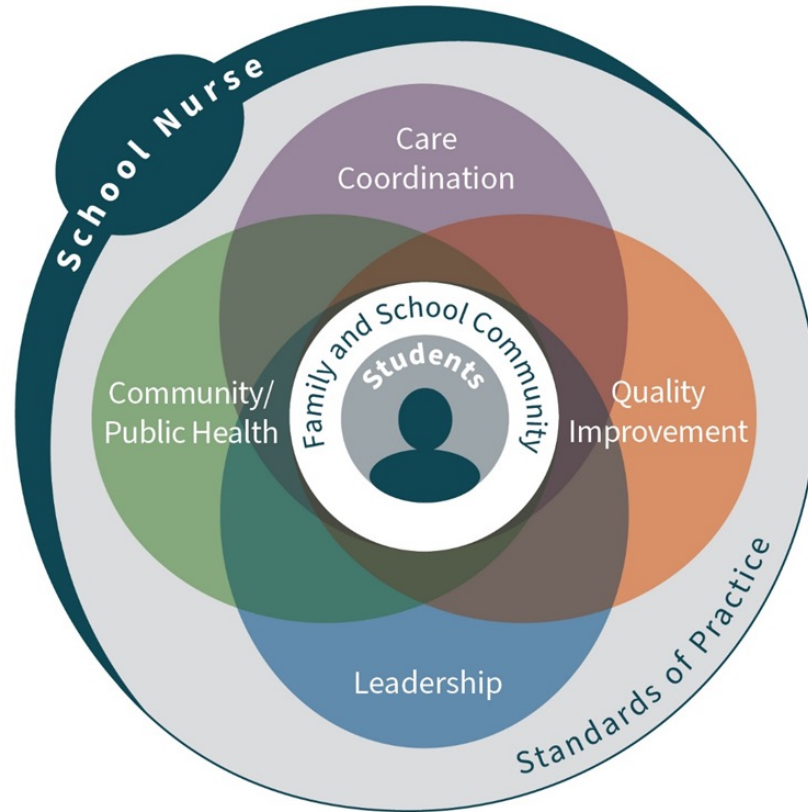 School Nurse
Care
Coordination
Family and School Community
Students
Community/
Public Health
Quality
Improvement
Leadership
Standards of Practice